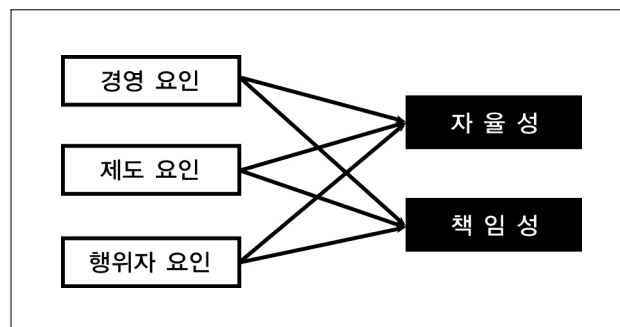 경영 요인
제도 요인
행위자 요인
자 율 성
책 임 성